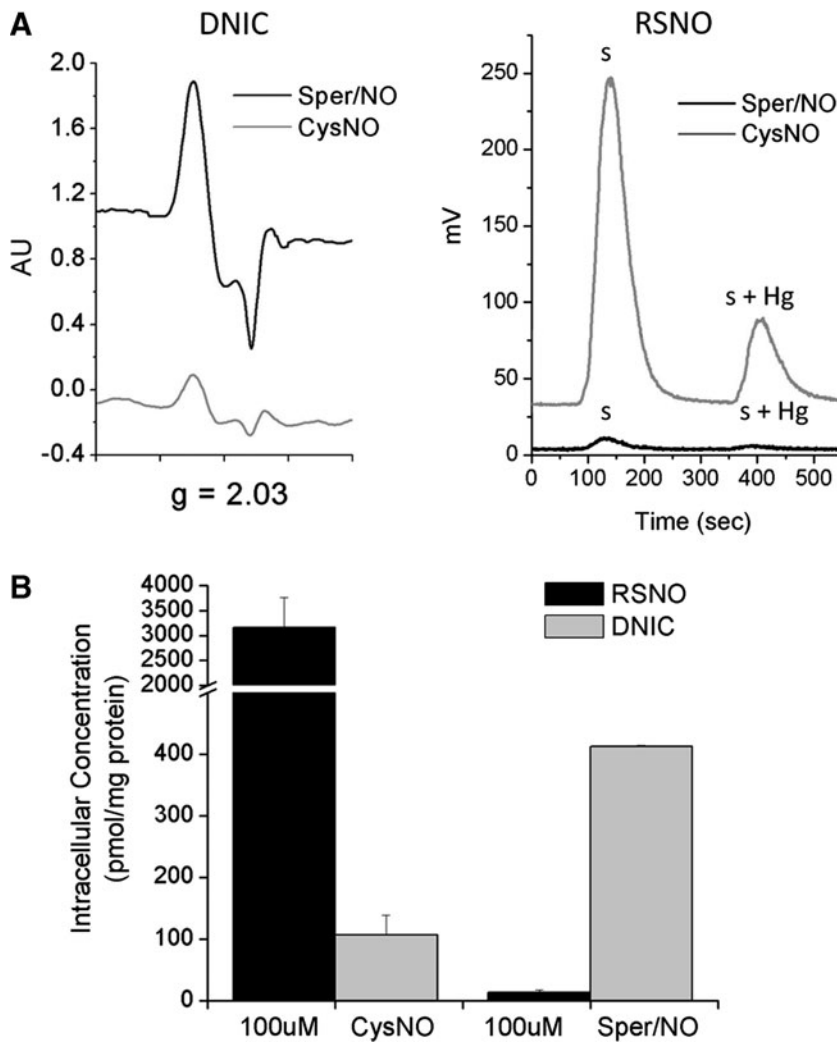 A
DNIC
2.0
1.6
1.2
0.8
0.4
0.0
-0.4
AU
Sper/NO
CysNO
g = 2.03
RSNO
250
200
150
100
50
0
mV
s
Sper/NO
CysNO
s + Hg
s
s + Hg
0 100 200 300 400 500
Time (sec)
B
4000
3500
3000
2500
2000
400
300
200
100
0
Intracellular Concentration
(pmol/mg protein)
RSNO
DNIC
100uM CysNO 100uM Sper/NO